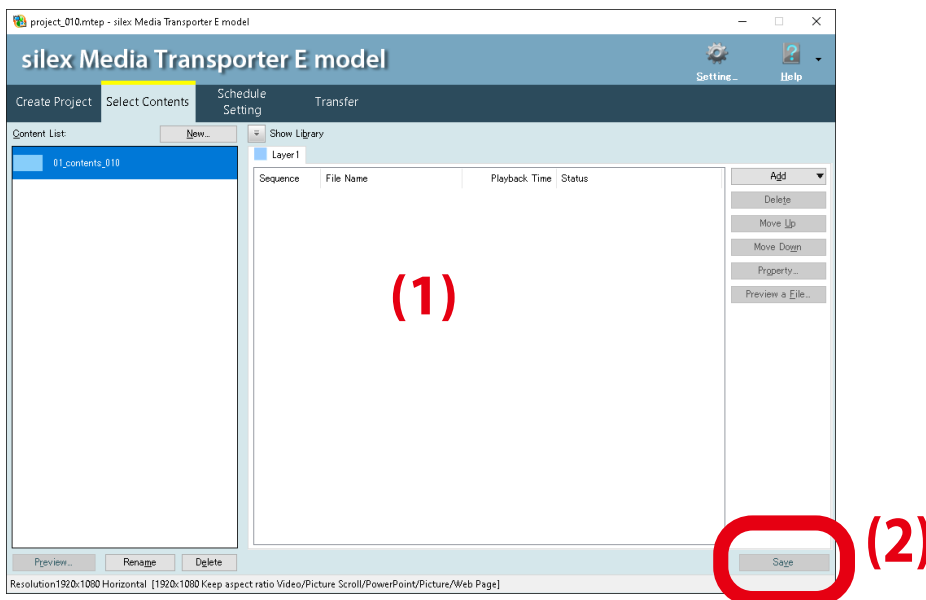 project_010.mtep - silex Media Transporter E model
silex Media Transporter E model
Setting...
Help
Create Project
Select Contents
Schedule
Setting
Transfer
Content List:
New...
Show Library
01_contents_010
Layer1
Sequence
File Name
Playback Time
Status
Add
Delete
Move Up
Move Down
Property...
Preview a File...
(1)
(2)
Preview...
Rename
Delete
Save
Resolution1920x1080 Horizontal [1920x1080 Keep aspect ratio Video/Picture Scroll/PowerPoint/Picture/Web Page]